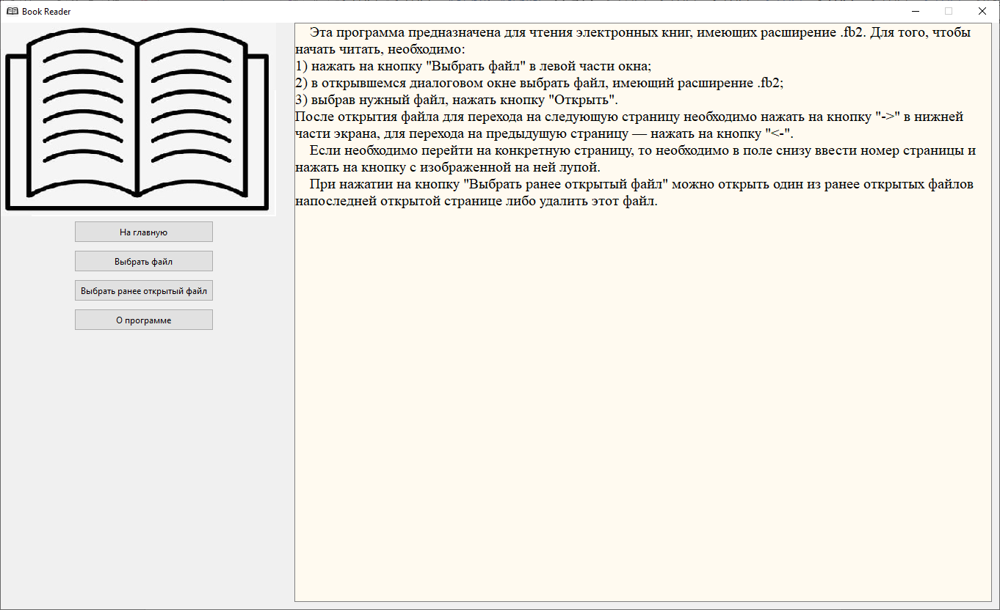 Book Reader
Эта программа предназначена для чтения электронных книг, имеющих расширение .fb2. Для того, чтобы
начать читать, необходимо:
1) нажать на кнопку "Выбрать файл" в левой части окна;
2) в открывшемся диалоговом окне выбрать файл, имеющий расширение .fb2;
3) выбрав нужный файл, нажать кнопку "Открыть".
После открытия файла для перехода на следующую страницу необходимо нажать на кнопку "->" в нижней
части экрана, для перехода на предыдущую страницу — нажать на кнопку "<-".
Если необходимо перейти на конкретную страницу, то необходимо в поле снизу ввести номер страницы и
нажать на кнопку с изображенной на ней лупой.
При нажатии на кнопку "Выбрать ранее открытый файл" можно открыть один из ранее открытых файлов
напоследней открытой странице либо удалить этот файл.
На главную
Выбрать файл
Выбрать ранее открытый файл
О программе